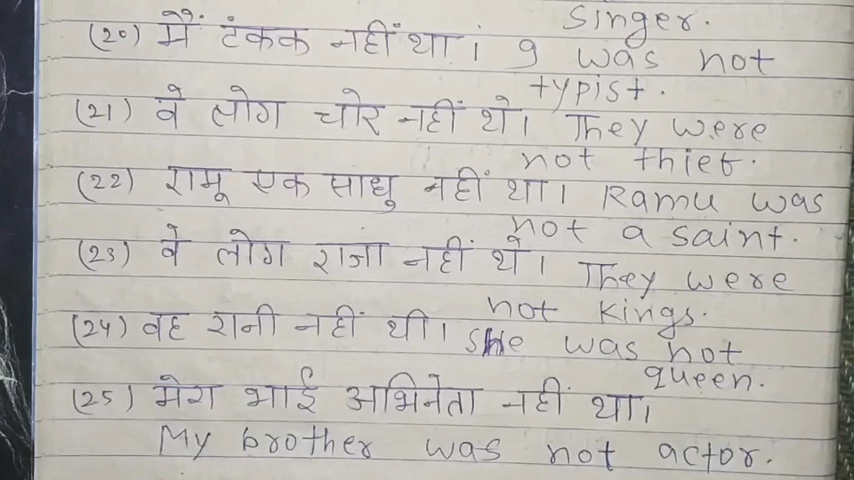 singer.
(20) मैं टंकक नहीं था। I was not
typist.
(21) वे लोग चोर नहीं थे। They were
not thief.
(22) रामू एक साधु नहीं था। Ramu was
not a saint.
(23) वे लोग राजा नहीं थे। They were
not kings.
(24) वह रानी नहीं थी। She was not
queen.
(25) मेरा भाई अभिनेता नहीं था।
My brother was not actor.